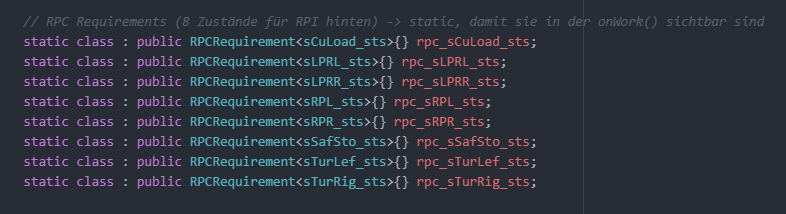 // RPC Requirements (8 Zustände für RPI hinten) -> static, damit sie in der onWork() sichtbar sind
static class : public RPCRequirement<sCuLoad_sts>{} rpc_sCuLoad_sts;
static class : public RPCRequirement<sLPRL_sts>{} rpc_sLPRL_sts;
static class : public RPCRequirement<sLPRR_sts>{} rpc_sLPRR_sts;
static class : public RPCRequirement<sRPL_sts>{} rpc_sRPL_sts;
static class : public RPCRequirement<sRPR_sts>{} rpc_sRPR_sts;
static class : public RPCRequirement<sSafSto_sts>{} rpc_sSafSto_sts;
static class : public RPCRequirement<sTurLef_sts>{} rpc_sTurLef_sts;
static class : public RPCRequirement<sTurRig_sts>{} rpc_sTurRig_sts;